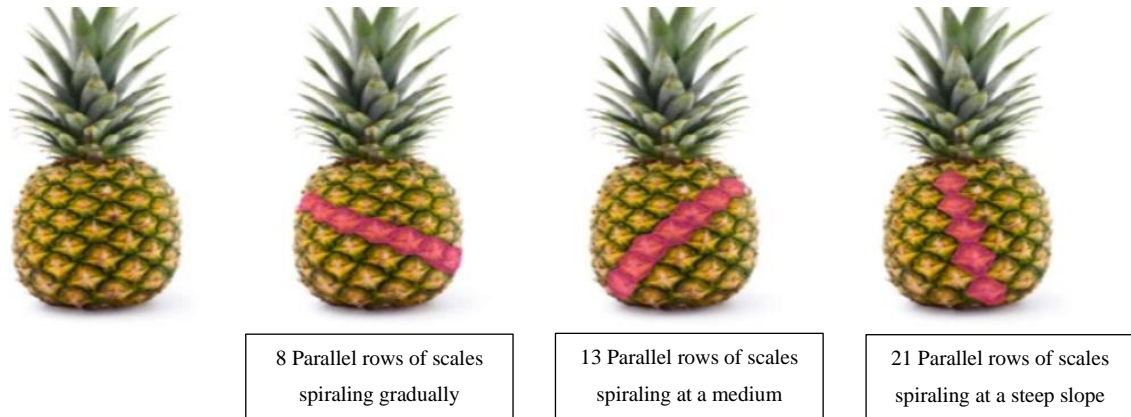 8 Parallel rows of scales
spiraling gradually
13 Parallel rows of scales
spiraling at a medium
21 Parallel rows of scales
spiraling at a steep slope